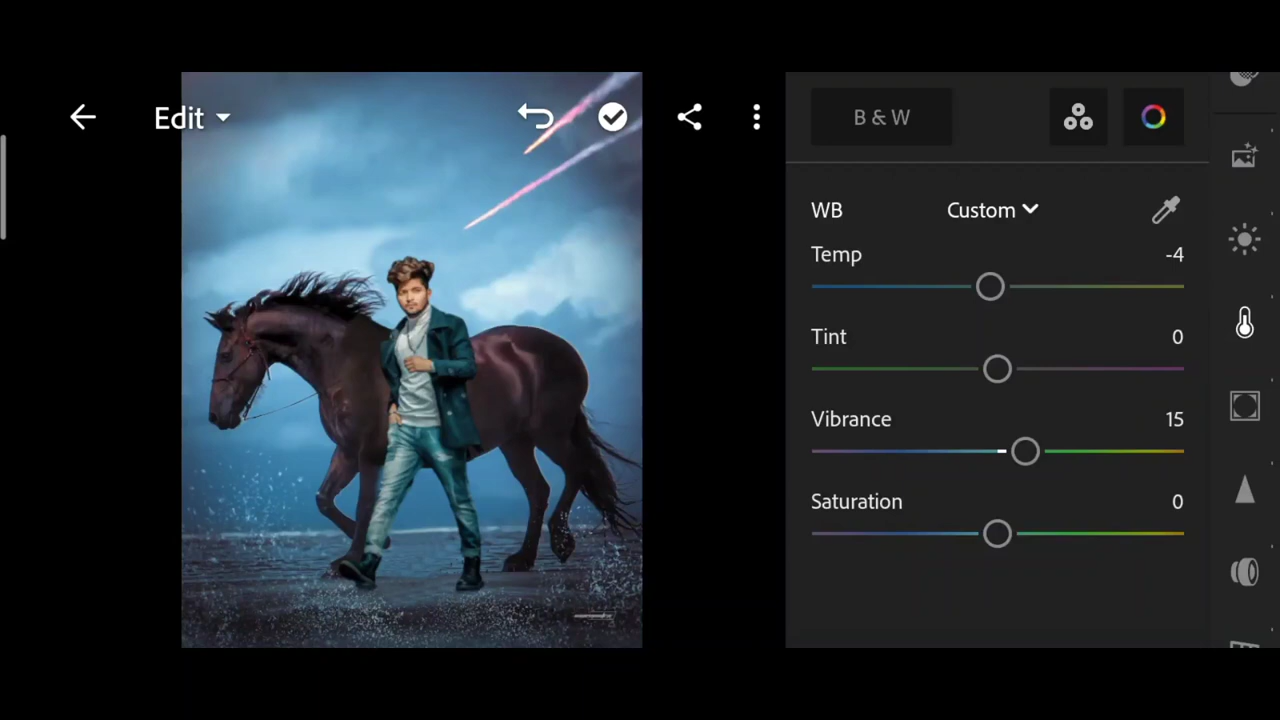 Edit
B & W
WB Custom
Temp -4
Tint 0
Vibrance 15
Saturation 0